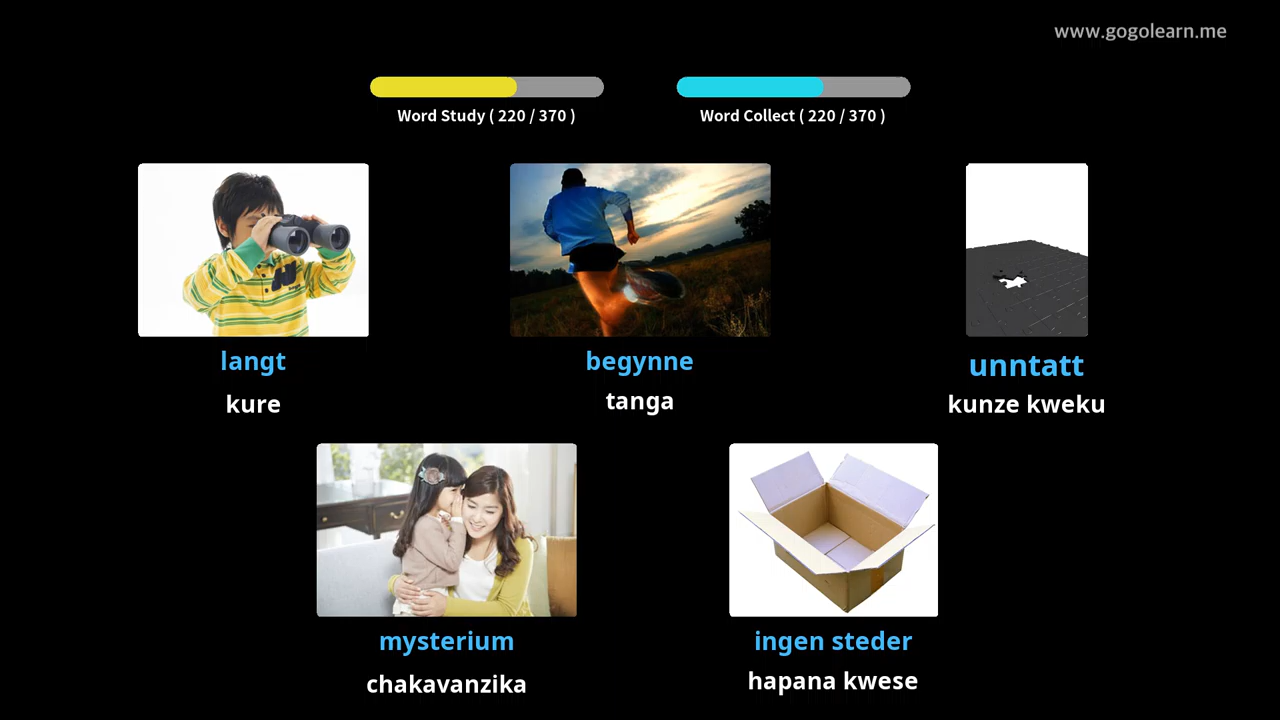 www.gogolearn.me
Word Study ( 220 / 370 )
Word Collect ( 220 / 370 )
langt
kure
begynne
tanga
unntatt
kunze kweku
mysterium
chakavanzika
ingen steder
hapana kwese